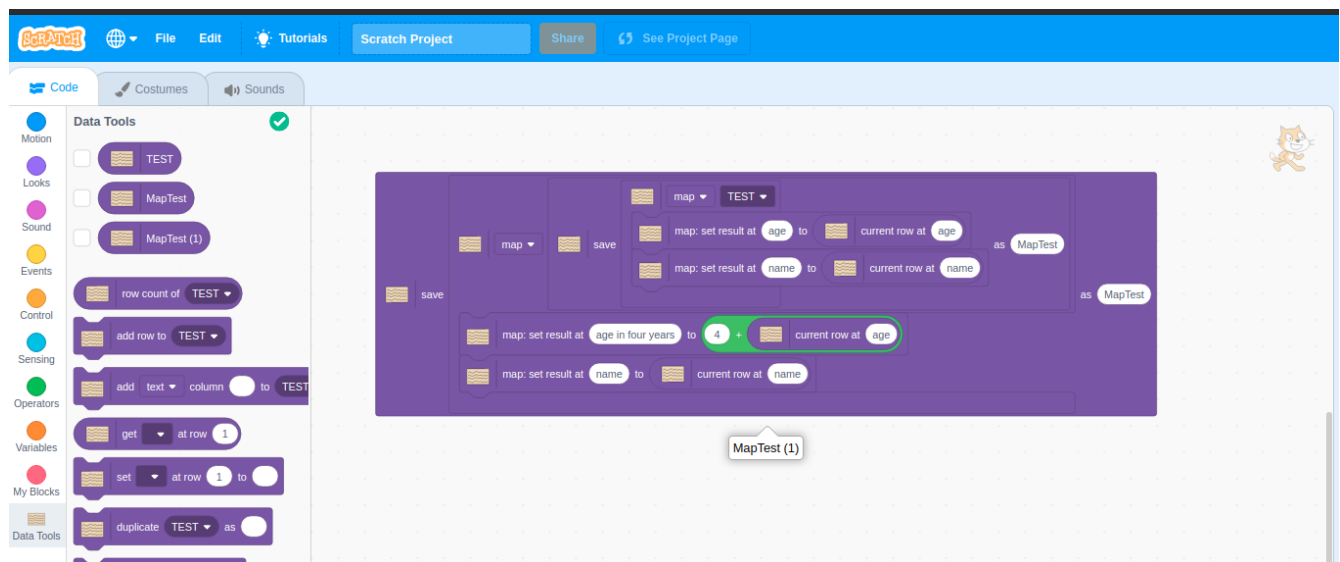 SCRATCH File Edit Tutorials Scratch Project Share See Project Page
Code Costumes Sounds
Motion
Looks
Sound
Events
Control
Sensing
Operators
Variables
My Blocks
Data Tools
Data Tools
TEST
MapTest
MapTest (1)
row count of TEST
add row to TEST
add text column to TEST
get at row 1
set at row 1 to
duplicate TEST as
map TEST
map save map: set result at age to current row at age as MapTest
map: set result at name to current row at name
save as MapTest
map: set result at age in four years to 4 + current row at age
map: set result at name to current row at name
MapTest (1)